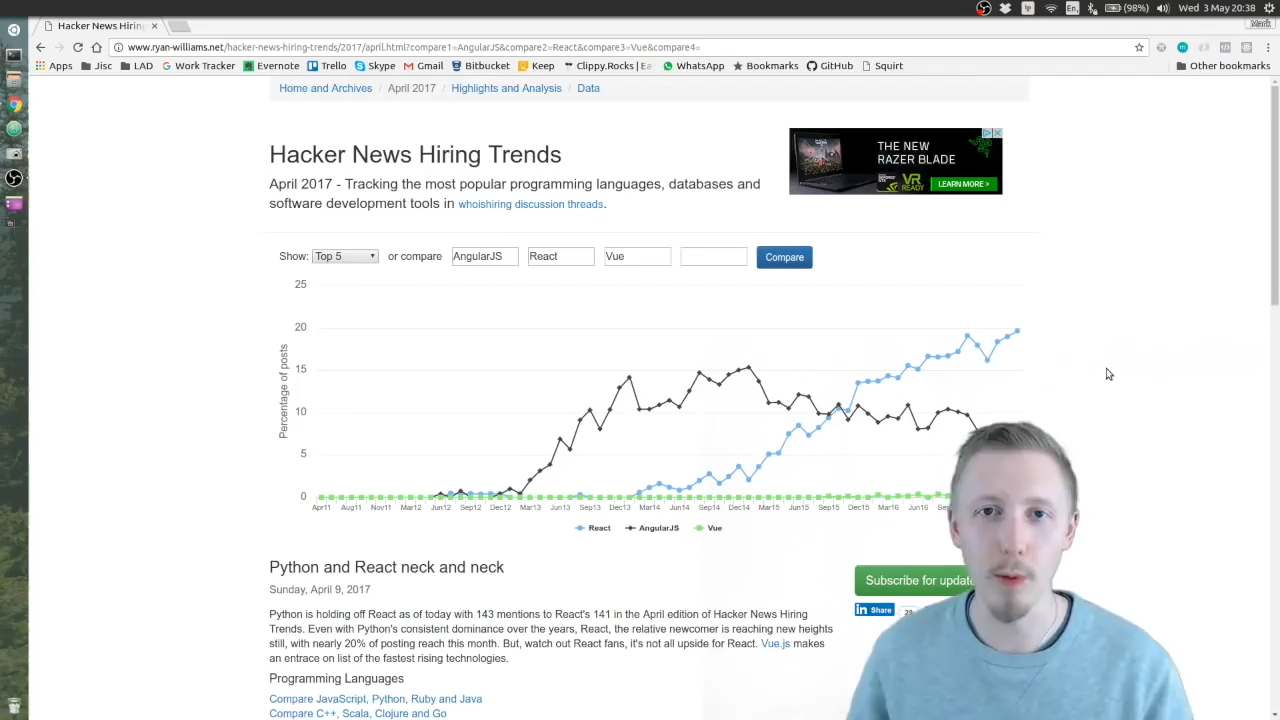 En
(98%)
Wed 3 May 20:38
Hacker News Hirin
Mark
www.ryan-williams.net/hacker-news-hiring-trends/2017/april.html?compare1=AngularJS&compare2=React&compare3=Vue&compare4=
Apps Jisc LAD Work Tracker Evernote Trello Skype Gmail Bitbucket Keep Clippy.Rocks | Ea WhatsApp Bookmarks GitHub Squirt Other bookmarks
Home and Archives / April 2017 / Highlights and Analysis / Data
Hacker News Hiring Trends
THE NEW
RAZER BLADE
VR
READY
LEARN MORE >
April 2017 - Tracking the most popular programming languages, databases and
software development tools in whoishiring discussion threads.
Show: Top 5 or compare AngularJS React Vue Compare
25
20
15
10
5
0
Percentage of posts
Apr11 Aug11 Nov11 Mar12 Jun12 Sep12 Dec12 Mar13 Jun13 Sep13 Dec13 Mar14 Jun14 Sep14 Dec14 Mar15 Jun15 Sep15 Dec15 Mar16 Jun16 Se
React AngularJS Vue
Python and React neck and neck
Sunday, April 9, 2017
Subscribe for update
in Share
Python is holding off React as of today with 143 mentions to React's 141 in the April edition of Hacker News Hiring
Trends. Even with Python's consistent dominance over the years, React, the relative newcomer is reaching new heights
still, with nearly 20% of posting reach this month. But, watch out React fans, it's not all upside for React. Vue.js makes
an entrace on list of the fastest rising technologies.
Programming Languages
Compare JavaScript, Python, Ruby and Java
Compare C++, Scala, Clojure and Go